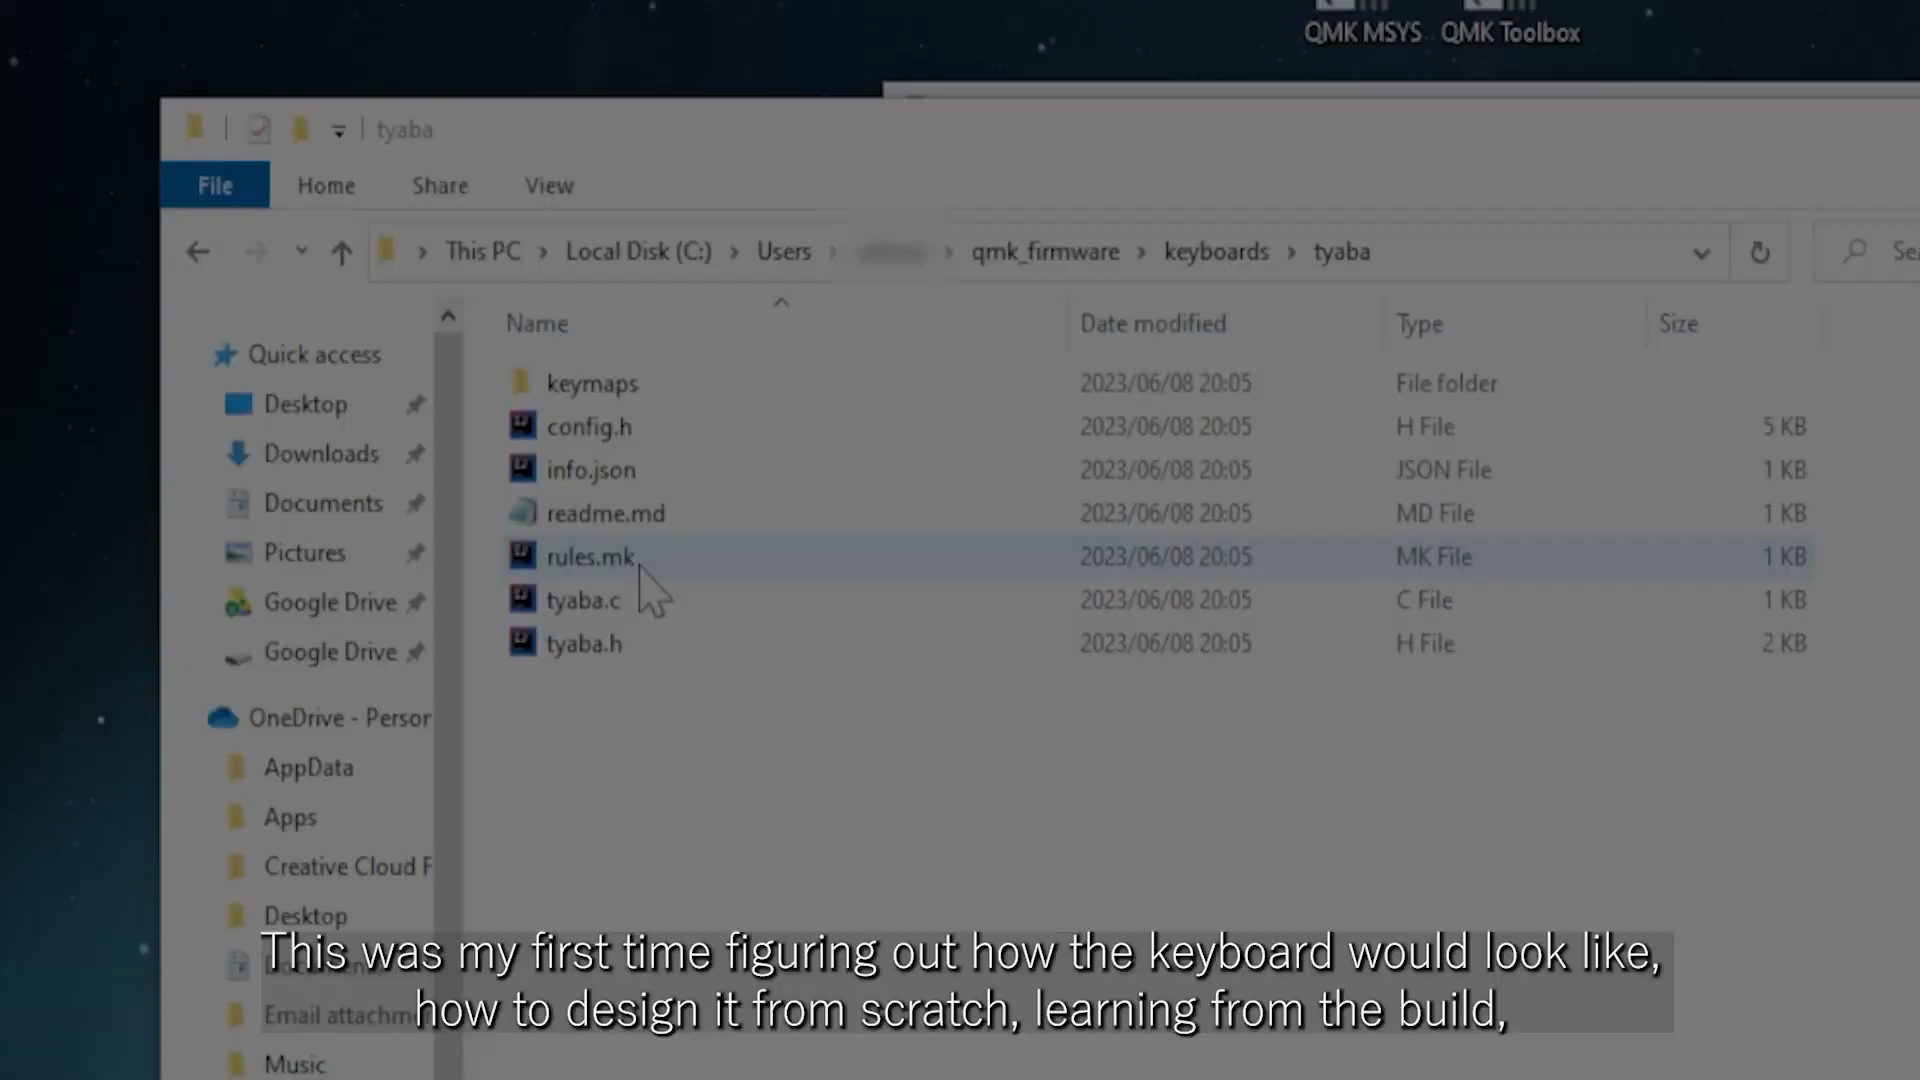 QMK MSYS QMK Toolbox
tyaba
File Home Share View
This PC Local Disk (C:) Users qmk_firmware keyboards tyaba
Name Date modified Type Size
Quick access
Desktop
Downloads
Documents
Pictures
Google Drive
Google Drive
OneDrive - Person
AppData
Apps
Creative Cloud F
Desktop
Email attachme
Music
keymaps 2023/06/08 20:05 File folder
config.h 2023/06/08 20:05 H File 5 KB
info.json 2023/06/08 20:05 JSON File 1 KB
readme.md 2023/06/08 20:05 MD File 1 KB
rules.mk 2023/06/08 20:05 MK File 1 KB
tyaba.c 2023/06/08 20:05 C File 1 KB
tyaba.h 2023/06/08 20:05 H File 2 KB
This was my first time figuring out how the keyboard would look like,
how to design it from scratch, learning from the build,